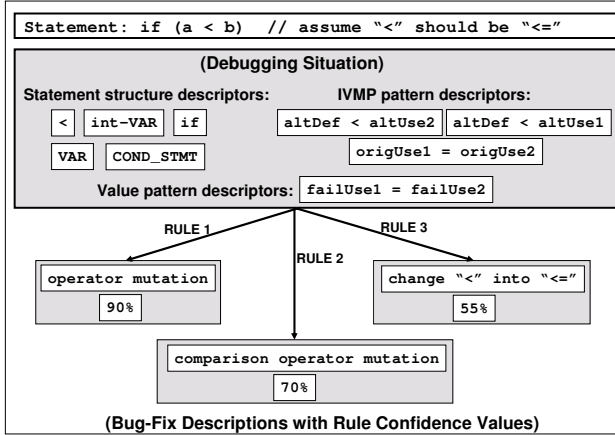 Statement: if (a < b)  // assume “<” should be “<=”
(Debugging Situation)
Statement structure descriptors:
< int-VAR if
VAR COND_STMT
IVMP pattern descriptors:
altDef < altUse2 altDef < altUse1
origUse1 = origUse2
Value pattern descriptors: failUse1 = failUse2
RULE 1
RULE 2
RULE 3
operator mutation
90%
change “<” into “<=”
55%
comparison operator mutation
70%
(Bug-Fix Descriptions with Rule Confidence Values)